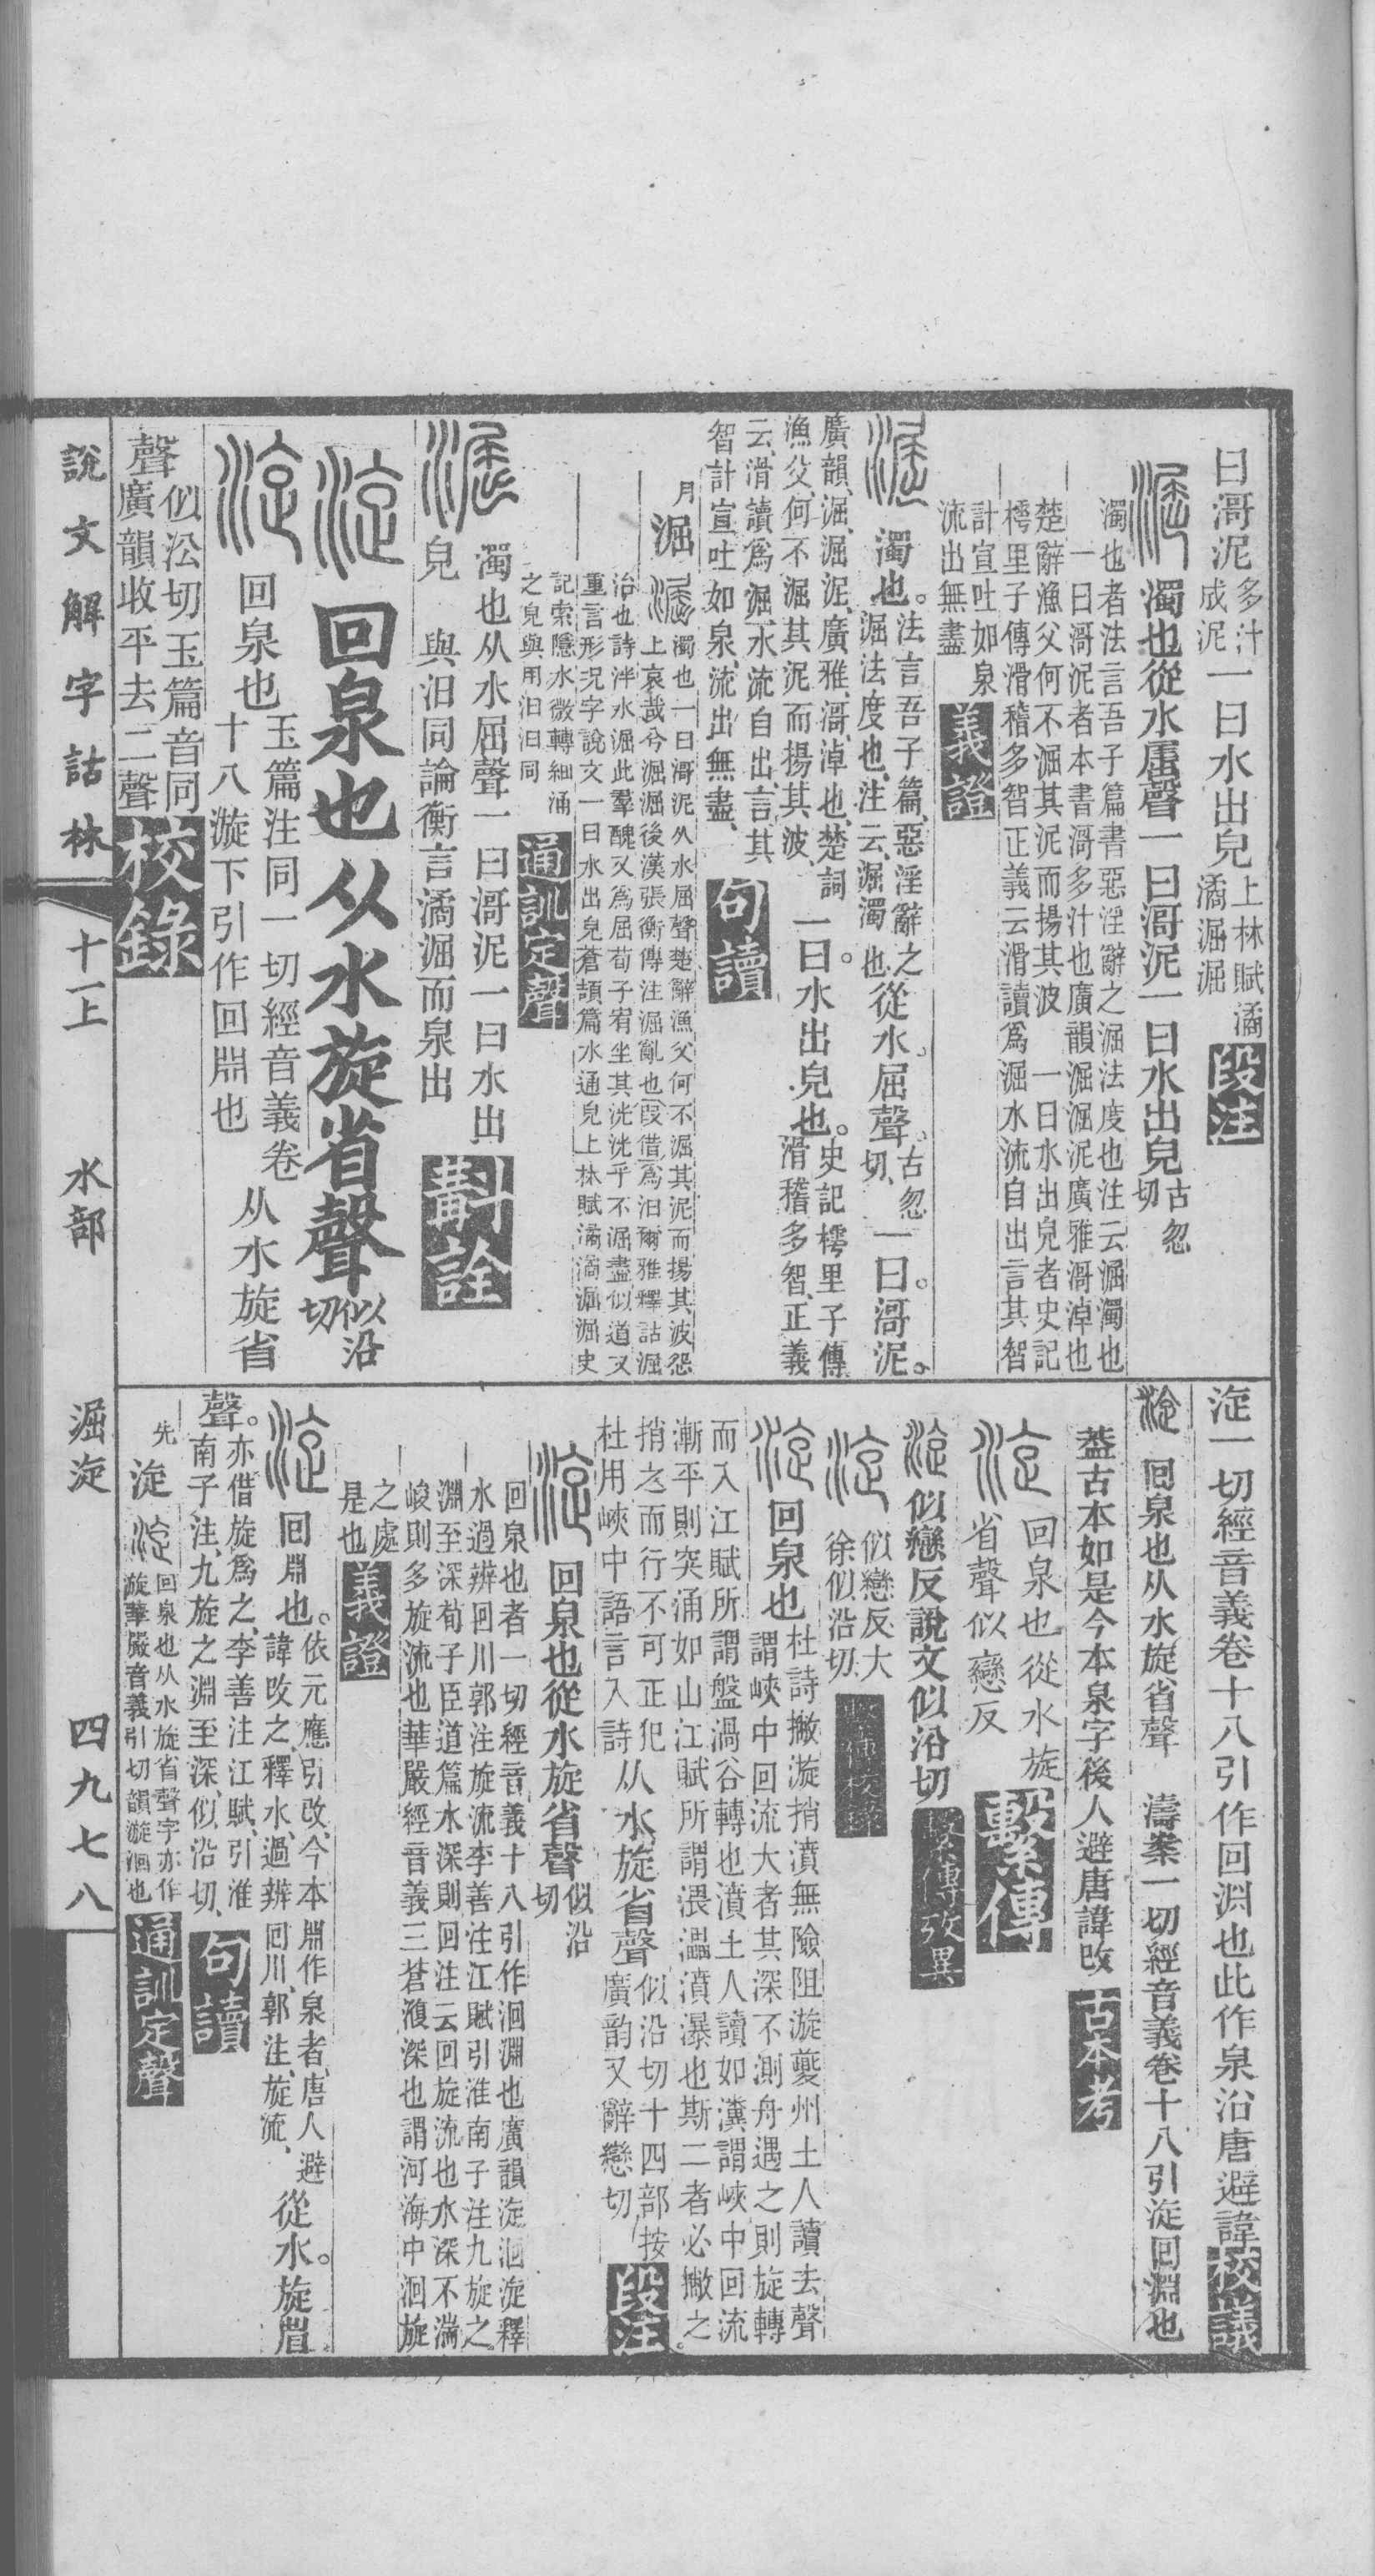 曰滒泥多汁
成泥一曰水出皃上林賦潏
潏淈淈段注
濁也從水屈聲一曰滒泥一曰水出皃古忽
切
濁也者法言吾子篇書惡淫辭之淈法度也注云淈濁也
一曰滒泥者本書滒多汁也廣韻淈淈泥廣雅滒淖也
楚辭漁父何不淈其泥而揚其波 一曰水出皃者史記
樗里子傳滑稽多智正義云滑讀爲淈水流自出言其智
計宣吐如泉
流出無盡義證
濁也。法言吾子篇、惡淫辭之
淈法度也、注云、淈濁也從水。屈聲。古忽
切、一曰。滒泥。
廣韻、淈、淈泥、廣雅、滒、淖也、楚詞
漁父、何不淈其泥而揚其波、一曰。水出皃也。史記樗里子傳
滑稽多智、正義
云、滑讀爲淈、水流自出、言其
智計宣吐如泉、流出無盡、句讀
月 淈 濁也一曰滒泥从水屈聲楚辭漁父何不淈其泥而揚其波怨
上哀哉兮淈淈後漢張衡傳注淈亂也叚借爲汩爾雅釋詁淈
治也詩泮水淈此羣醜又爲屈荀子宥坐其洸洸乎不淈盡似道又
重言形況字說文一曰水出皃蒼頡篇水通皃上林賦潏潏淈淈史
記索隱水微轉細涌
之皃與用汩汩同通訓定聲
濁也从水屈聲一曰滒泥一曰水出
皃 與汩同論衡言潏淈而泉出斠詮
回泉也从水旋省聲似沿
切
回泉也玉篇注同一切經音義卷
十八漩下引作回淵也从水旋省
聲似沿切玉篇音同
廣韻收平去二聲校錄
淀一切經音義卷十八引作回淵也此作泉沿唐避諱校議
回泉也从水旋省聲 濤案一切經音義卷十八引淀回淵也
葢古本如是今本泉字後人避唐諱改古本考
回泉也從水旋
省聲似戀反繫傳
似戀反說文似沿切繫傳攷異
似戀反大
徐似沿切繫傳校錄
回泉也杜詩撇漩捎濆無險阻漩夔州土人讀去聲
謂峽中回流大者其深不測舟遇之則旋轉
而入江賦所謂盤渦谷轉也濆土人讀如瀵謂峽中回流
漸平則突涌如山江賦所謂渨㵽濆瀑也斯二者必撇之
捎之而行不可正犯
杜用峽中語言入詩从水旋省聲似沿切十四部按
廣韵又辭戀切段注
回泉也從水旋省聲似沿
切
回泉也者一切經音義十八引作洄淵也廣韻淀洄淀釋
水過辨回川郭注旋流李善注江賦引淮南子注九旋之
淵至深荀子臣道篇水深則回注云回旋流也水深不湍
峻則多旋流也華嚴經音義三蒼澓深也謂河海中洄旋
之處
是也義證
回淵也。依元應引改、今本淵作泉者、唐人避
諱改之、釋水、過辨回川、郭注、旋流、從水。旋省
聲。亦借旋爲之、李善注江賦、引淮
南子注、九旋之淵至深、似沿切、句讀
先 淀 回泉也从水旋省聲字亦作
漩華嚴音義引切韻漩洄也通訓定聲
說文解字詁林 十一上 水部 淈淀 四九七八